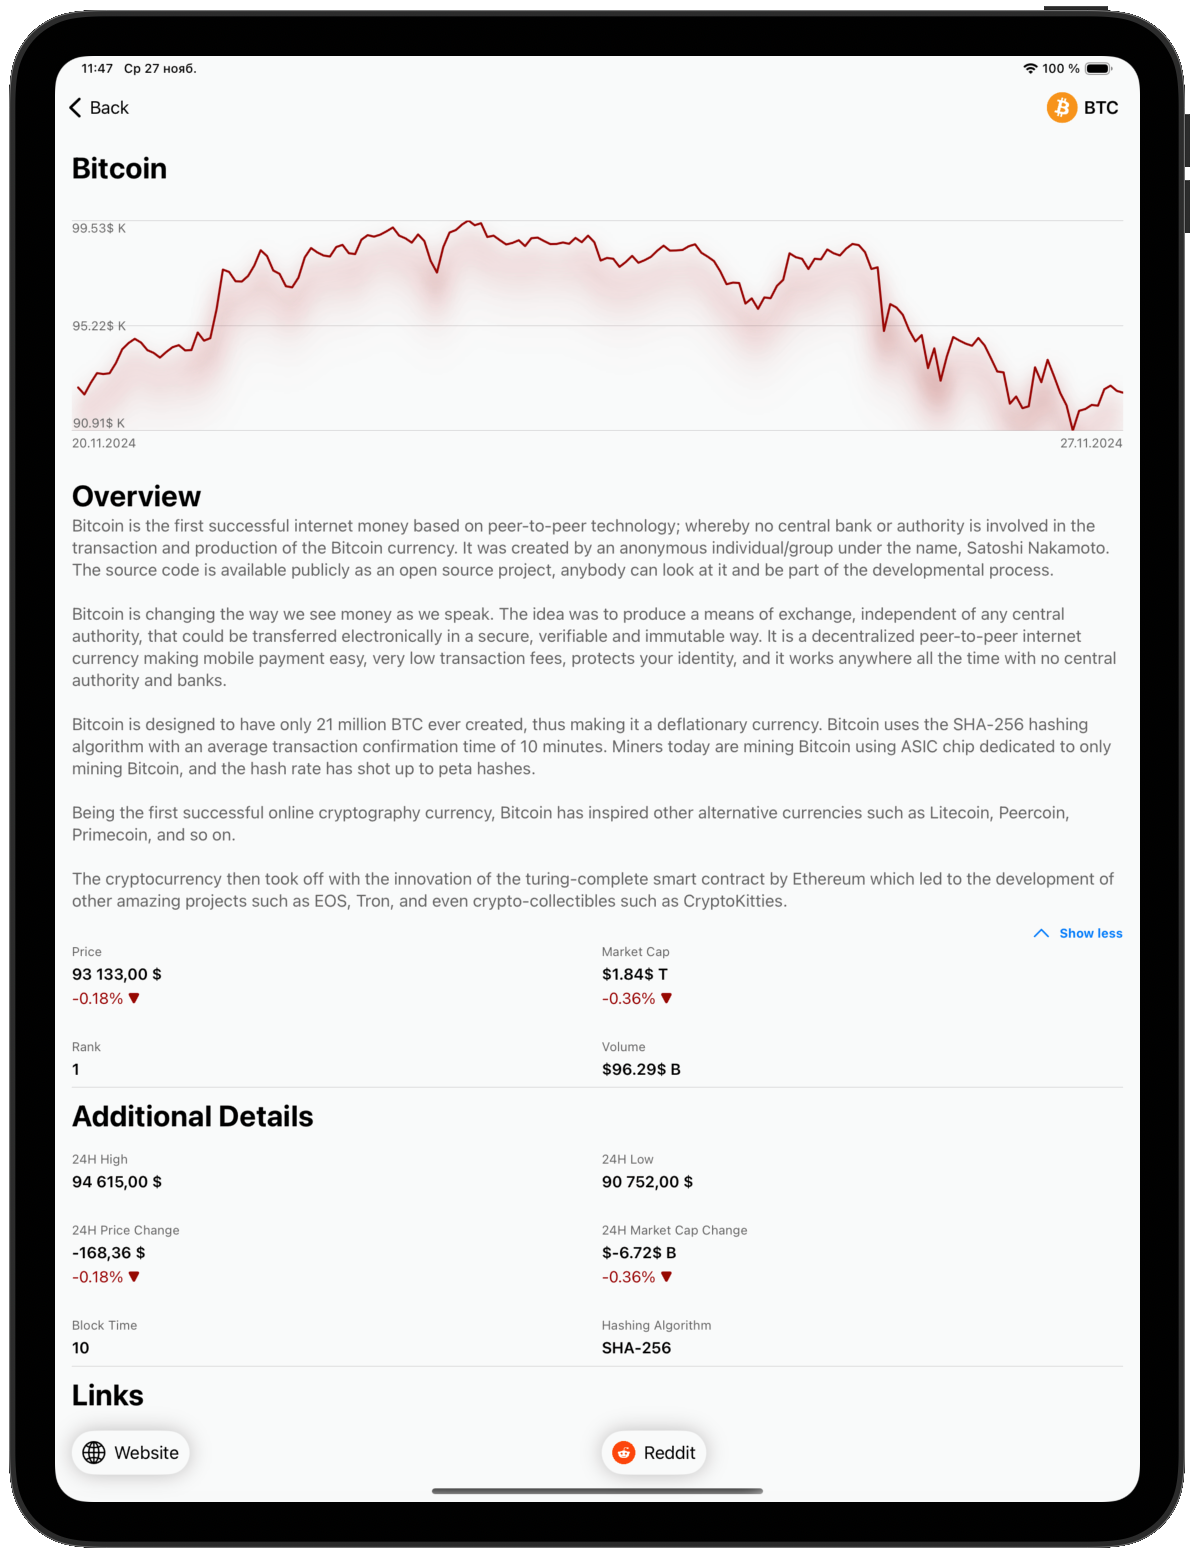 11:47 Ср 27 нояб.
100 %
Back
BTC
Bitcoin
99.53$ K
95.22$ K
90.91$ K
20.11.2024
27.11.2024
Overview
Bitcoin is the first successful internet money based on peer-to-peer technology; whereby no central bank or authority is involved in the
transaction and production of the Bitcoin currency. It was created by an anonymous individual/group under the name, Satoshi Nakamoto.
The source code is available publicly as an open source project, anybody can look at it and be part of the developmental process.
Bitcoin is changing the way we see money as we speak. The idea was to produce a means of exchange, independent of any central
authority, that could be transferred electronically in a secure, verifiable and immutable way. It is a decentralized peer-to-peer internet
currency making mobile payment easy, very low transaction fees, protects your identity, and it works anywhere all the time with no central
authority and banks.
Bitcoin is designed to have only 21 million BTC ever created, thus making it a deflationary currency. Bitcoin uses the SHA-256 hashing
algorithm with an average transaction confirmation time of 10 minutes. Miners today are mining Bitcoin using ASIC chip dedicated to only
mining Bitcoin, and the hash rate has shot up to peta hashes.
Being the first successful online cryptography currency, Bitcoin has inspired other alternative currencies such as Litecoin, Peercoin,
Primecoin, and so on.
The cryptocurrency then took off with the innovation of the turing-complete smart contract by Ethereum which led to the development of
other amazing projects such as EOS, Tron, and even crypto-collectibles such as CryptoKitties.
Show less
Price
93 133,00 $
-0.18%
Market Cap
$1.84$ T
-0.36%
Rank
1
Volume
$96.29$ B
Additional Details
24H High
94 615,00 $
24H Low
90 752,00 $
24H Price Change
-168,36 $
-0.18%
24H Market Cap Change
$-6.72$ B
-0.36%
Block Time
10
Hashing Algorithm
SHA-256
Links
Website
Reddit